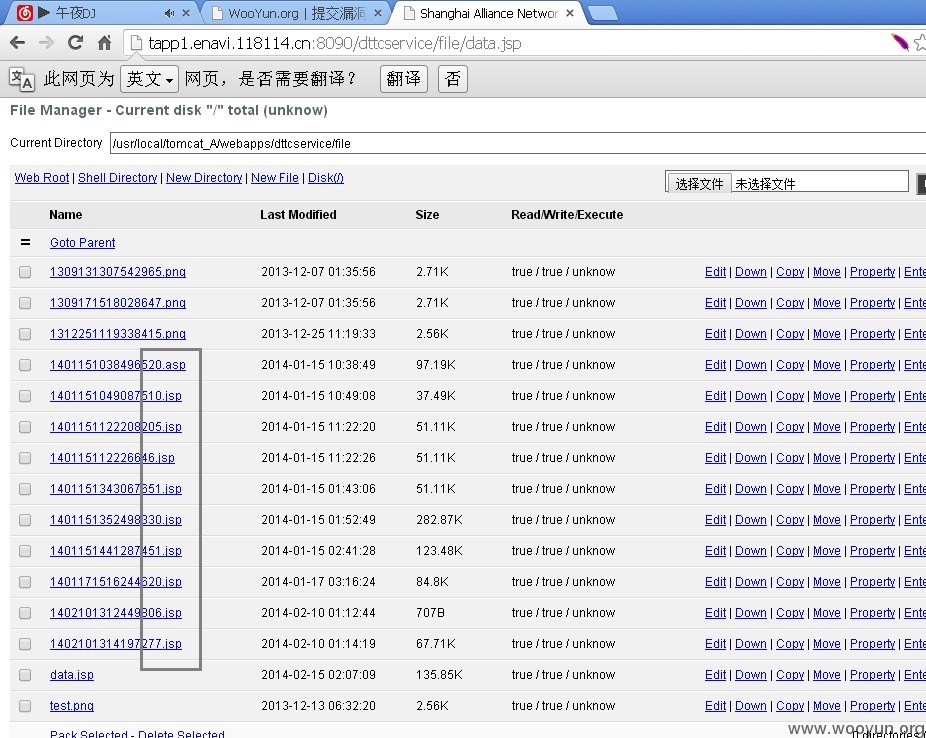 午夜DJ WooYun.org | 提交漏洞 Shanghai Alliance Networ
tapp1.enavi.118114.cn:8090/dttcservice/file/data.jsp
此网页为 英文 网页，是否需要翻译？ 翻译 否
File Manager - Current disk "/" total (unknow)
Current Directory /usr/local/tomcat_A/webapps/dttcservice/file
Web Root | Shell Directory | New Directory | New File | Disk(/) 选择文件 未选择文件
Name Last Modified Size Read/Write/Execute
= Goto Parent
1309131307542965.png 2013-12-07 01:35:56 2.71K true / true / unknow Edit | Down | Copy | Move | Property | Ente
1309171518028647.png 2013-12-07 01:35:56 2.71K true / true / unknow Edit | Down | Copy | Move | Property | Ente
1312251119338415.png 2013-12-25 11:19:33 2.56K true / true / unknow Edit | Down | Copy | Move | Property | Ente
1401151038496520.asp 2014-01-15 10:38:49 97.19K true / true / unknow Edit | Down | Copy | Move | Property | Ente
1401151049087510.jsp 2014-01-15 10:49:08 37.49K true / true / unknow Edit | Down | Copy | Move | Property | Ente
1401151122208205.jsp 2014-01-15 11:22:20 51.11K true / true / unknow Edit | Down | Copy | Move | Property | Ente
140115112226646.jsp 2014-01-15 11:22:26 51.11K true / true / unknow Edit | Down | Copy | Move | Property | Ente
1401151343067651.jsp 2014-01-15 01:43:06 51.11K true / true / unknow Edit | Down | Copy | Move | Property | Ente
1401151352498330.jsp 2014-01-15 01:52:49 282.87K true / true / unknow Edit | Down | Copy | Move | Property | Ente
1401151441287451.jsp 2014-01-15 02:41:28 123.48K true / true / unknow Edit | Down | Copy | Move | Property | Ente
1401171516244620.jsp 2014-01-17 03:16:24 84.8K true / true / unknow Edit | Down | Copy | Move | Property | Ente
1402101312449806.jsp 2014-02-10 01:12:44 707B true / true / unknow Edit | Down | Copy | Move | Property | Ente
1402101314197277.jsp 2014-02-10 01:14:19 67.71K true / true / unknow Edit | Down | Copy | Move | Property | Ente
data.jsp 2014-02-15 02:07:09 135.85K true / true / unknow Edit | Down | Copy | Move | Property | Ente
test.png 2013-12-13 06:32:20 2.56K true / true / unknow Edit | Down | Copy | Move | Property | Ente
Pack Selected - Delete Selected
www.wooyun.org